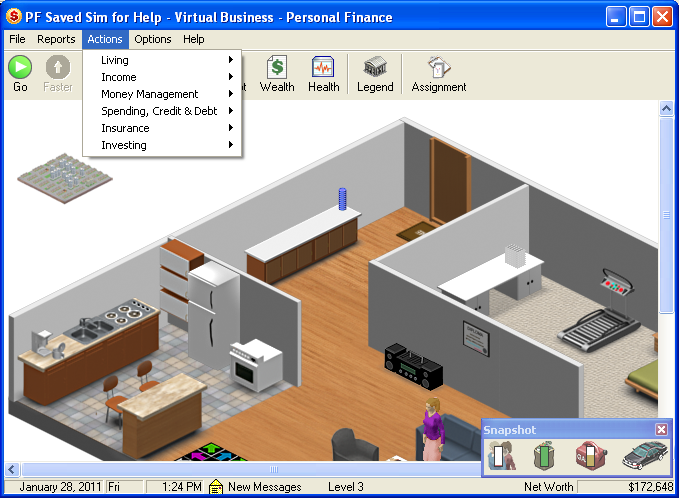 PF Saved Sim for Help - Virtual Business - Personal Finance
File Reports Actions Options Help
Go Faster Wealth Health Legend Assignment
Living
Income
Money Management
Spending, Credit & Debt
Insurance
Investing
Snapshot
January 28, 2011 Fri 1:24 PM New Messages Level 3 Net Worth $172,648